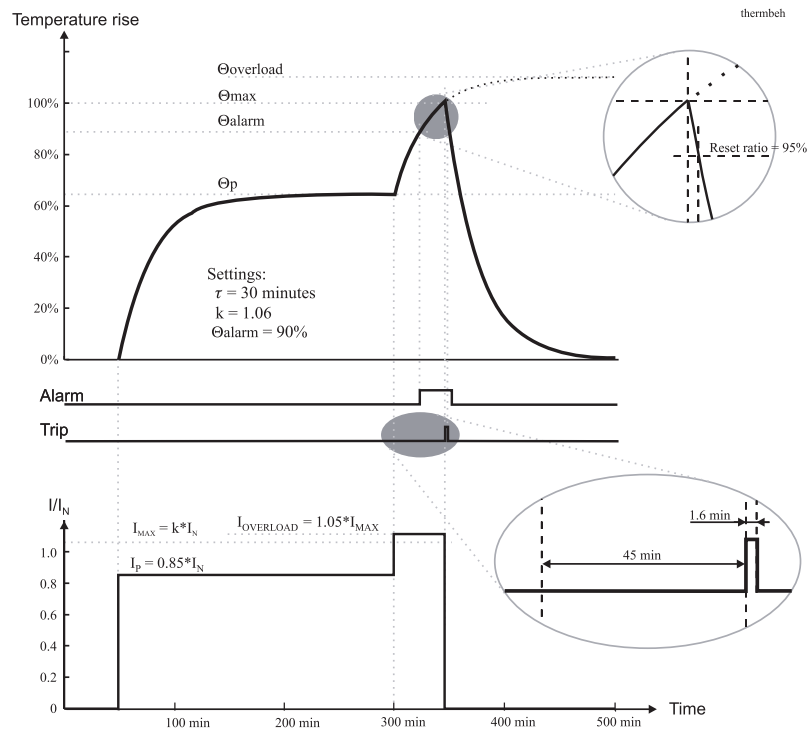 Temperature rise
thermbeh
Θoverload
Θmax
100%
Θalarm
80%
Reset ratio = 95%
Θp
60%
40%
Settings:
τ = 30 minutes
k = 1.06
Θalarm = 90%
20%
0%
Alarm
Trip
I/IN
IMAX = k*IN
IOVERLOAD = 1.05*IMAX
1.6 min
1.0
IP = 0.85*IN
45 min
0.8
0.6
0.4
0.2
0
Time
100 min 200 min 300 min 400 min 500 min